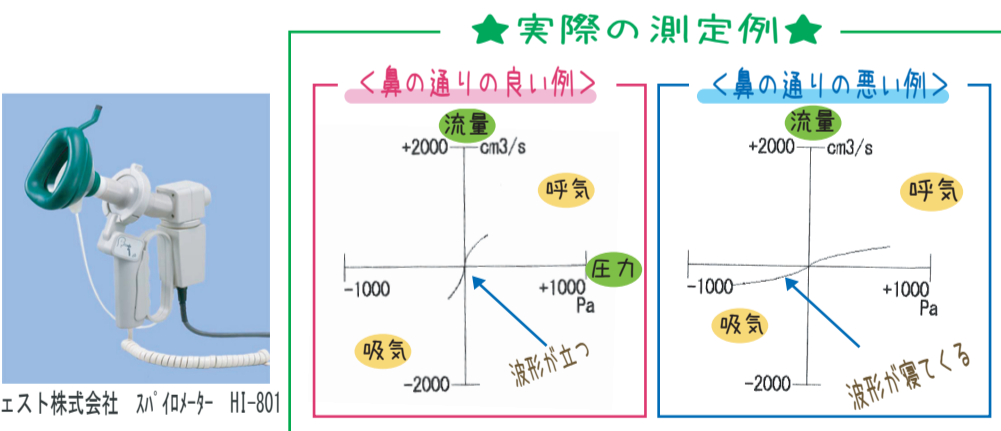 ★実際の測定例★
<鼻の通りの良い例>
流量
+2000 cm3/s
呼気
-1000
+1000
圧力
Pa
吸気
波形が立つ
-2000
<鼻の通りの悪い例>
流量
+2000 cm3/s
呼気
-1000
+1000
Pa
吸気
波形が寝てくる
-2000
ェスト株式会社 スパイロメーター HI-801